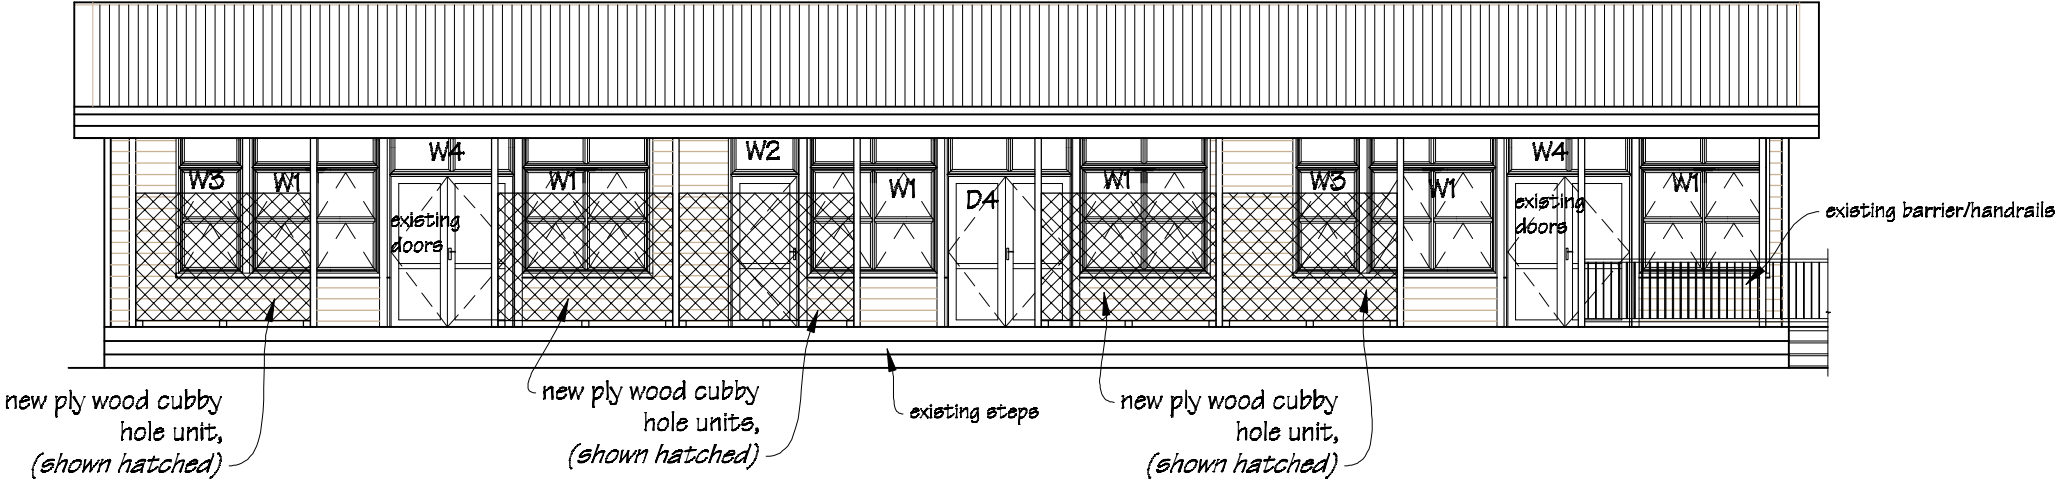 W4
W2
W4
W3
W1
W1
W1
W1
W3
W1
W1
D4
existing
doors
existing
doors
existing barrier/handrails
new ply wood cubby
hole unit,
(shown hatched)
new ply wood cubby
hole units,
(shown hatched)
existing steps
new ply wood cubby
hole unit,
(shown hatched)